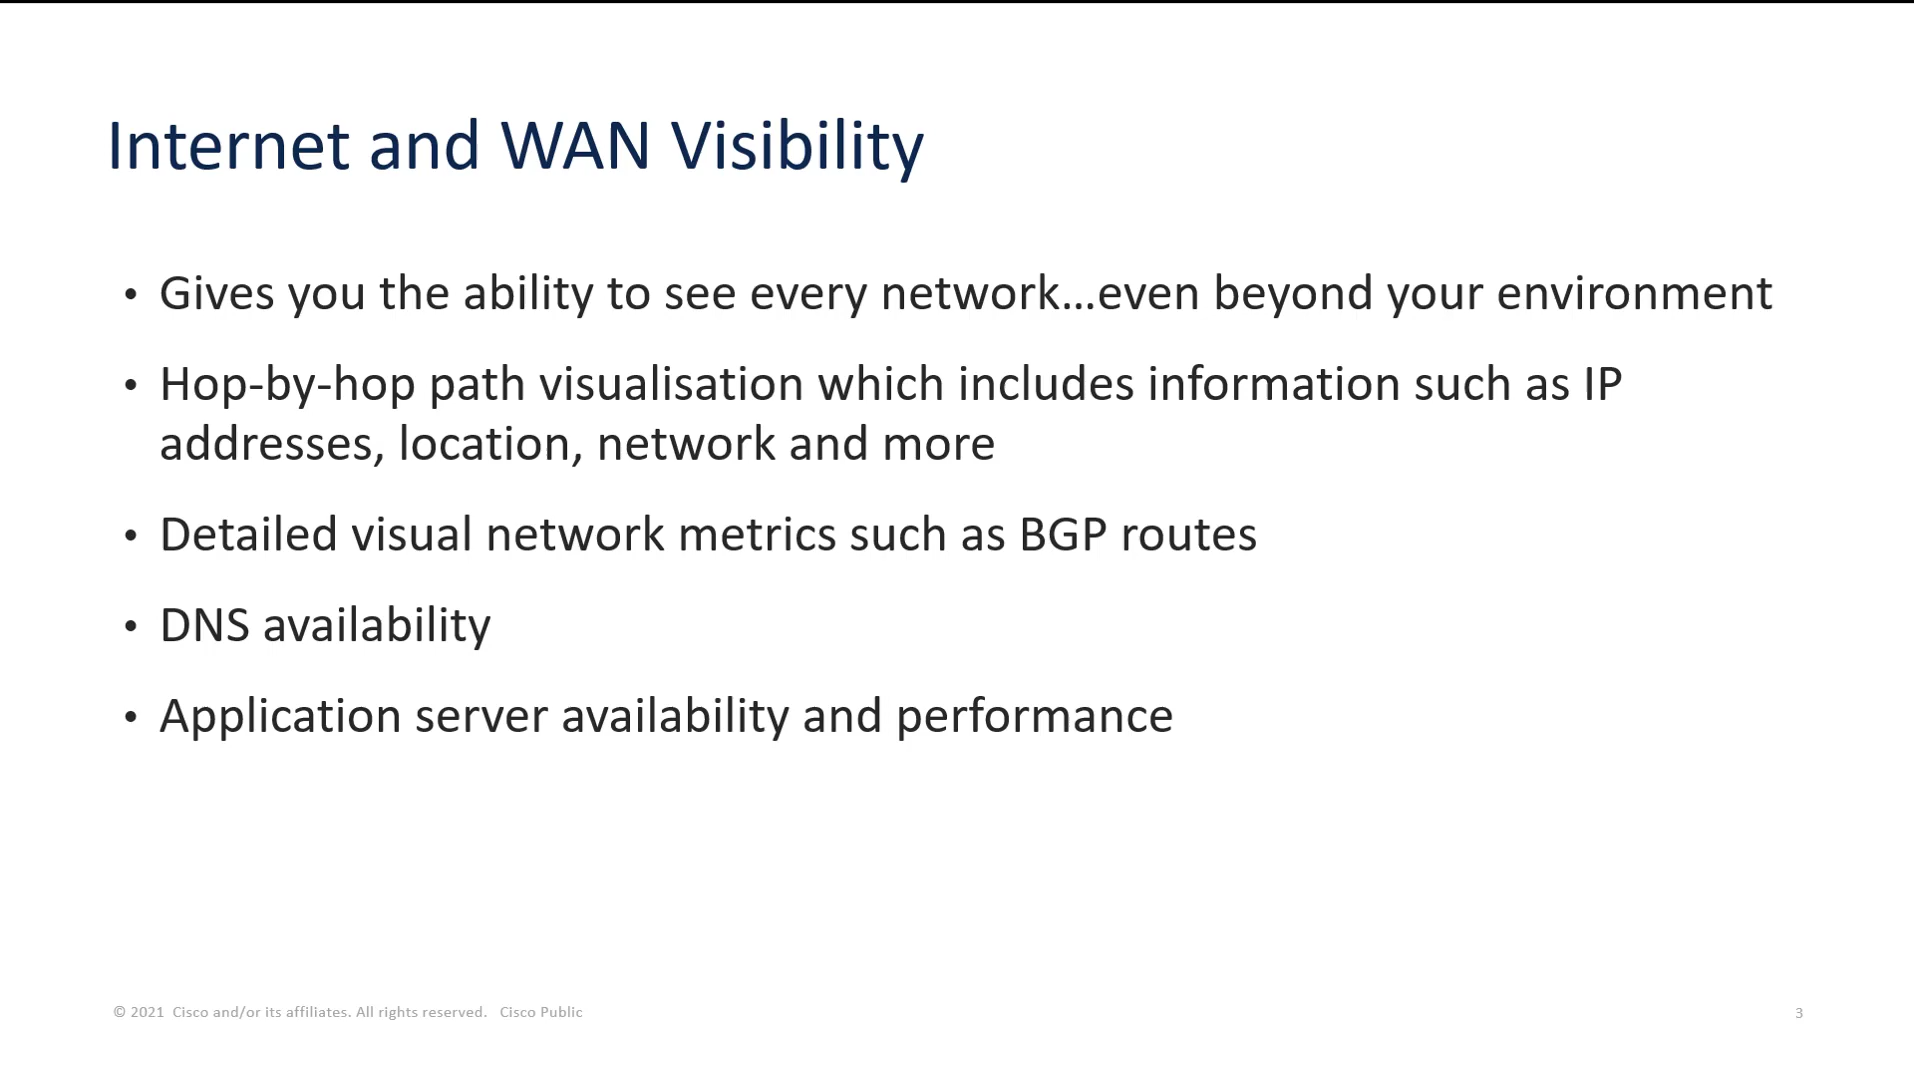 Internet and WAN Visibility
• Gives you the ability to see every network...even beyond your environment
• Hop-by-hop path visualisation which includes information such as IP
addresses, location, network and more
• Detailed visual network metrics such as BGP routes
• DNS availability
• Application server availability and performance
© 2021 Cisco and/or its affiliates. All rights reserved. Cisco Public
3